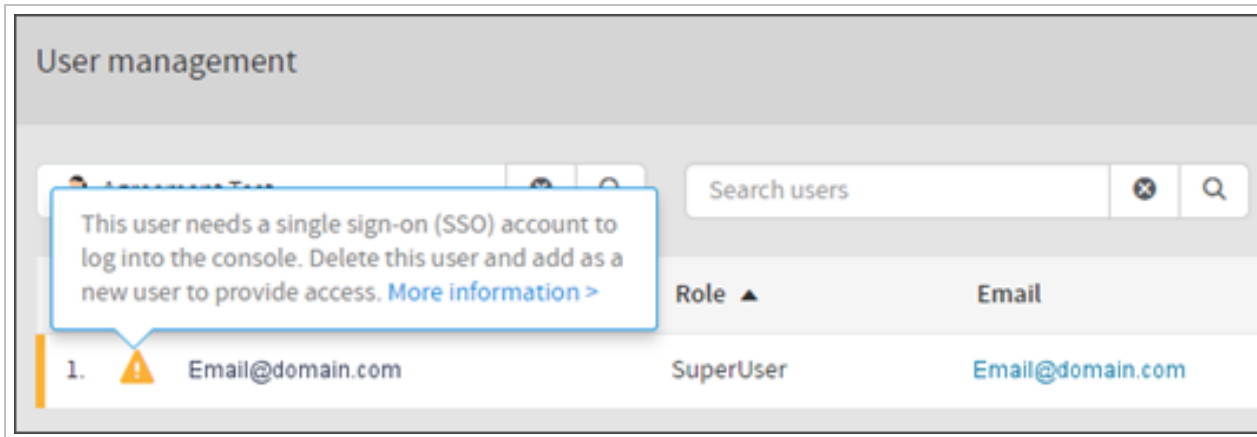 User management
Search users
This user needs a single sign-on (SSO) account to
log into the console. Delete this user and add as a
new user to provide access. More information >
Role ▲ Email
1. Email@domain.com SuperUser Email@domain.com